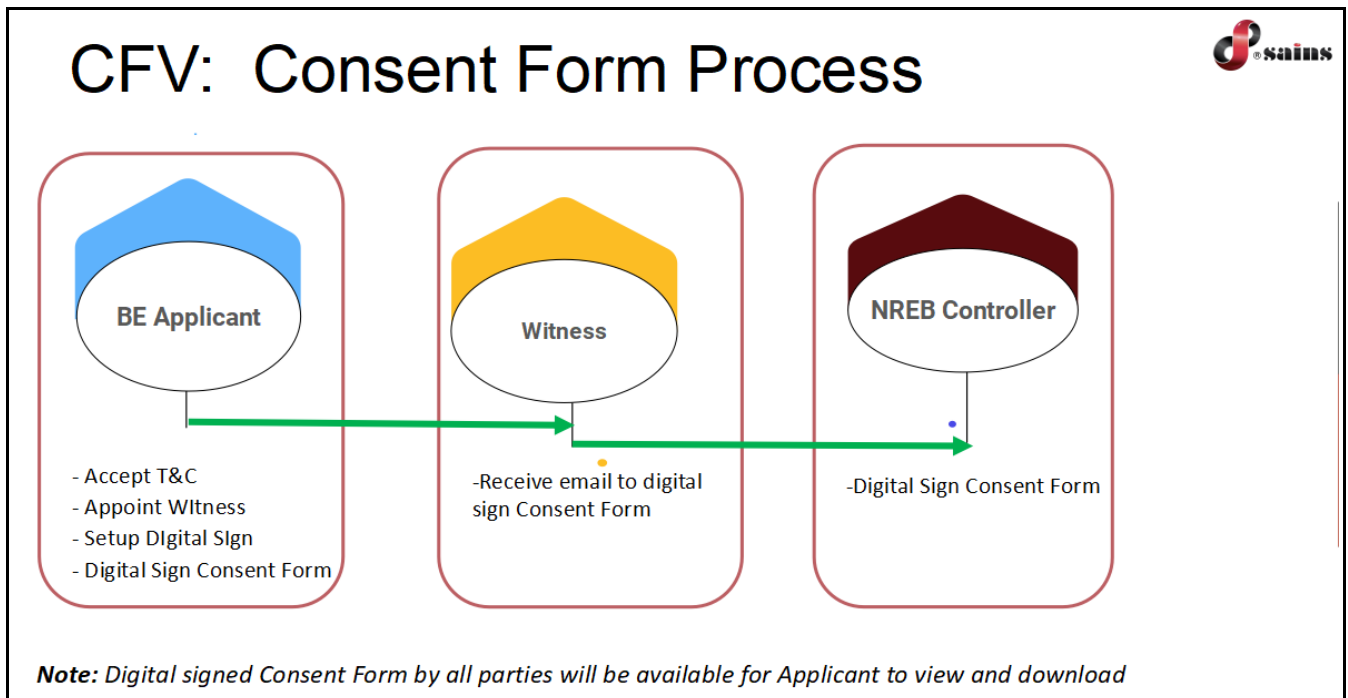 CFV: Consent Form Process
® sains
BE Applicant
- Accept T&C
- Appoint WItness
- Setup DIgital SIgn
- Digital Sign Consent Form
Witness
-Receive email to digital
sign Consent Form
NREB Controller
-Digital Sign Consent Form
Note: Digital signed Consent Form by all parties will be available for Applicant to view and download